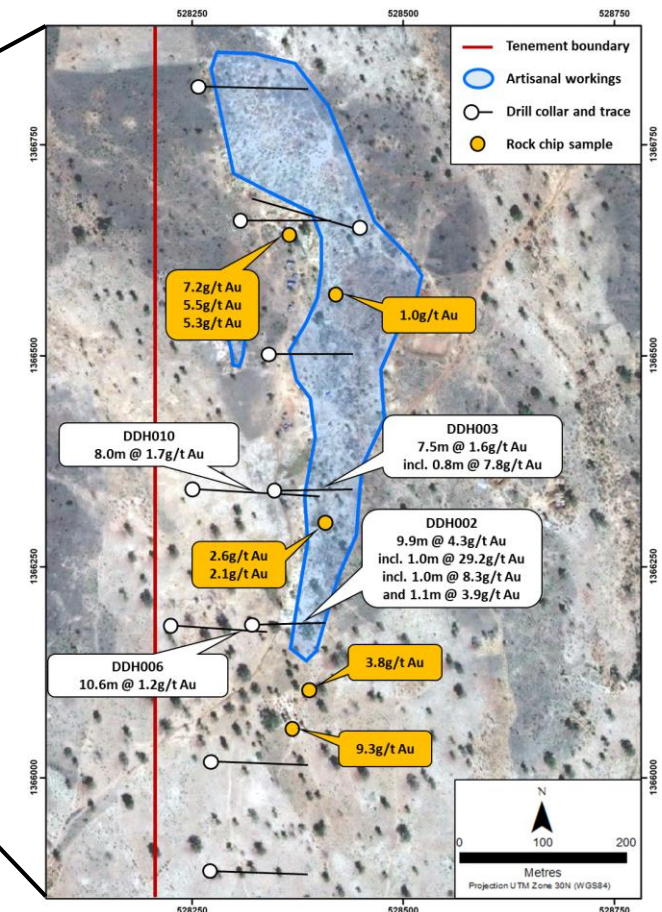 528250
528500
528750
Tenement boundary
Artisanal workings
Drill collar and trace
Rock chip sample
1366750
1366750
7.2g/t Au
5.5g/t Au
5.3g/t Au
1.0g/t Au
1366500
1366500
DDH010
8.0m @ 1.7g/t Au
DDH003
7.5m @ 1.6g/t Au
incl. 0.8m @ 7.8g/t Au
2.6g/t Au
2.1g/t Au
DDH002
9.9m @ 4.3g/t Au
incl. 1.0m @ 29.2g/t Au
incl. 1.0m @ 8.3g/t Au
and 1.1m @ 3.9g/t Au
1366250
1366250
DDH006
10.6m @ 1.2g/t Au
3.8g/t Au
9.3g/t Au
1366000
1366000
N
0 100 200
Metres
Projection UTM Zone 30N (WGS84)
528250
528500
528750